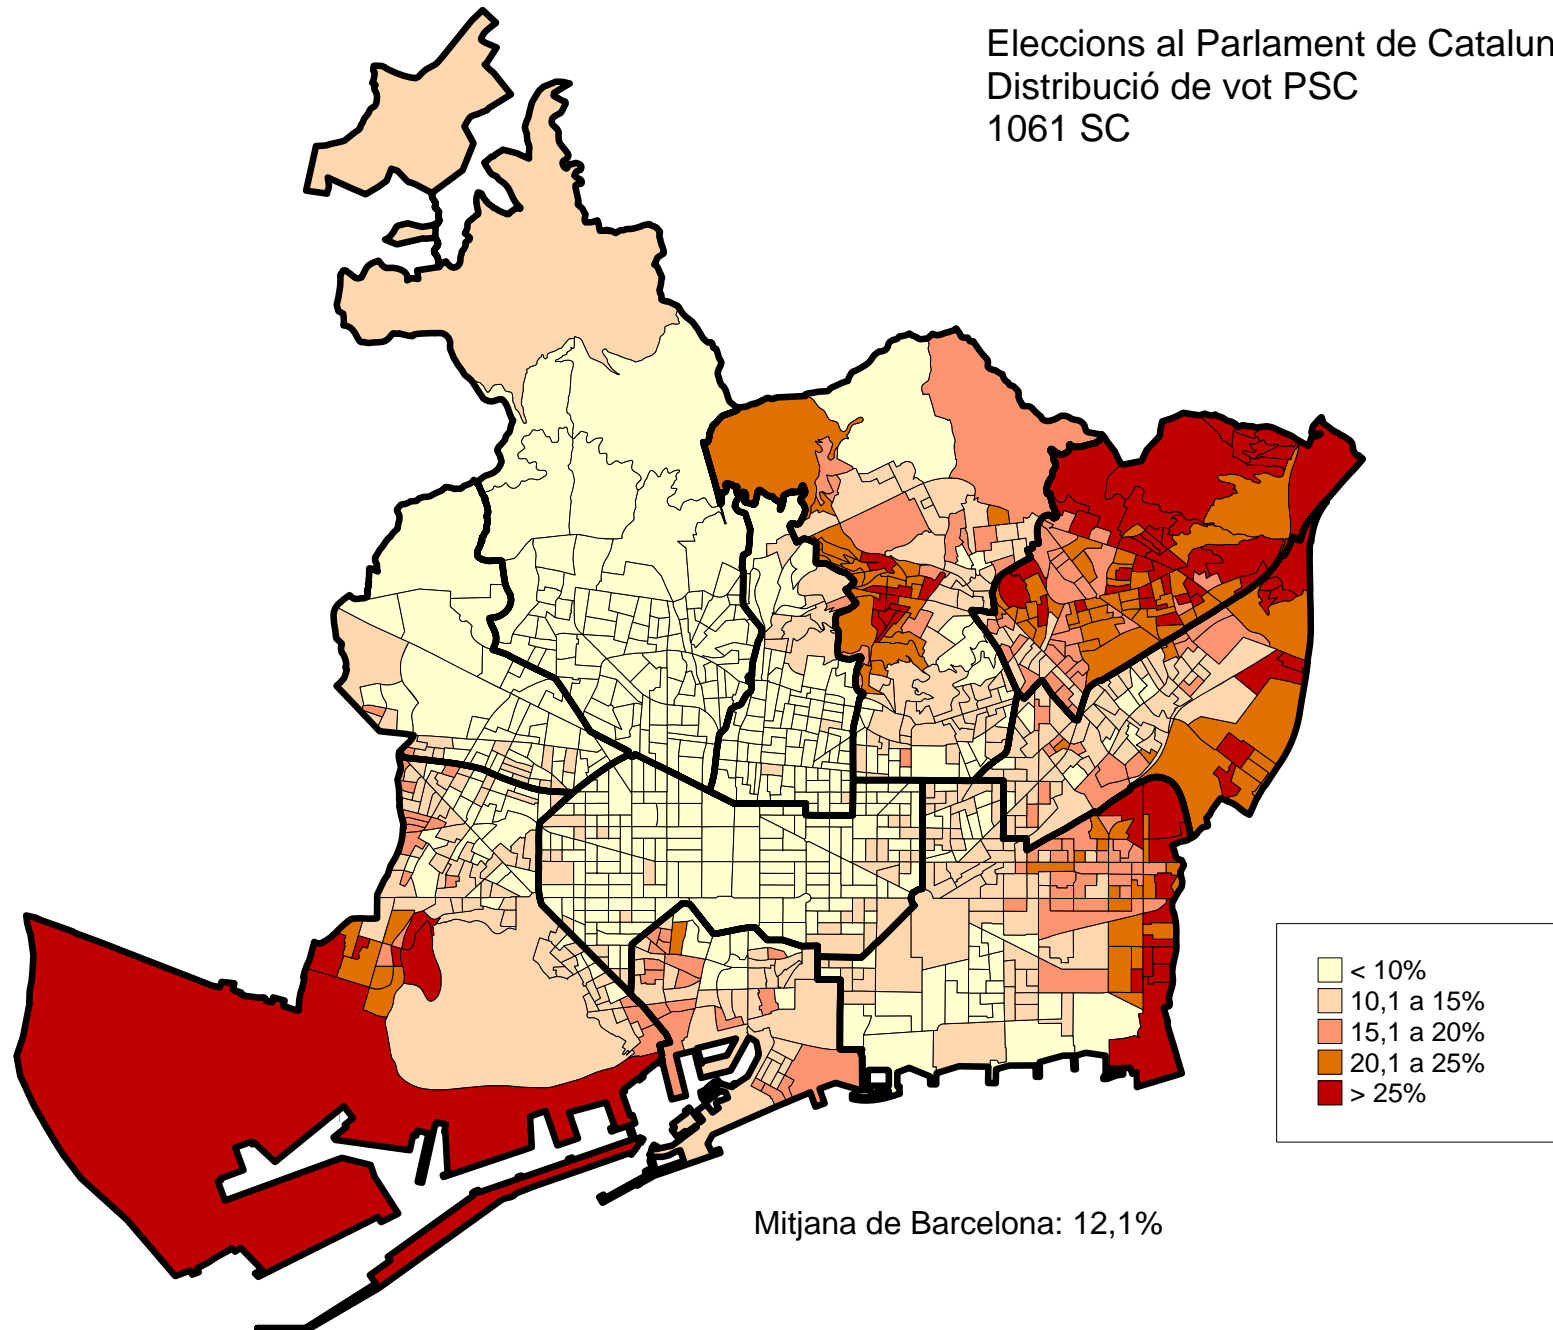 Eleccions al Parlament de Catalun
Distribució de vot PSC
1061 SC
< 10%
10,1 a 15%
15,1 a 20%
20,1 a 25%
> 25%
Mitjana de Barcelona: 12,1%